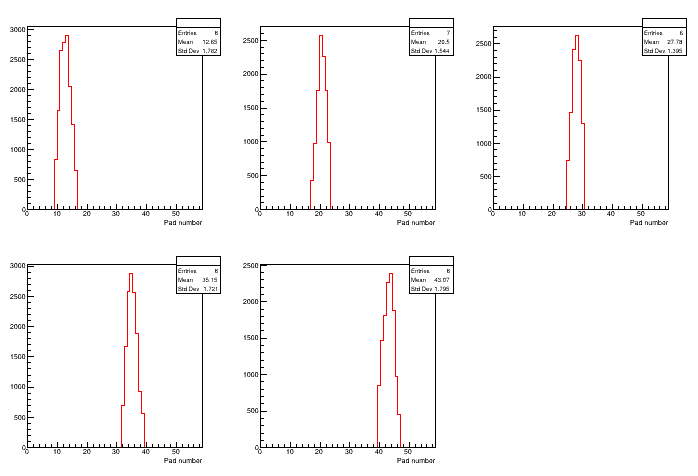 Entries 6
Mean 12.65
Std Dev 1.762
3000
2500
2000
1500
1000
500
0
0 10 20 30 40 50
Pad number
Entries 7
Mean 20.5
Std Dev 1.544
2500
2000
1500
1000
500
0
0 10 20 30 40 50
Pad number
Entries 6
Mean 27.78
Std Dev 1.395
2500
2000
1500
1000
500
0
0 10 20 30 40 50
Pad number
Entries 6
Mean 35.15
Std Dev 1.721
3000
2500
2000
1500
1000
500
0
0 10 20 30 40 50
Pad number
Entries 6
Mean 43.07
Std Dev 1.795
2500
2000
1500
1000
500
0
0 10 20 30 40 50
Pad number